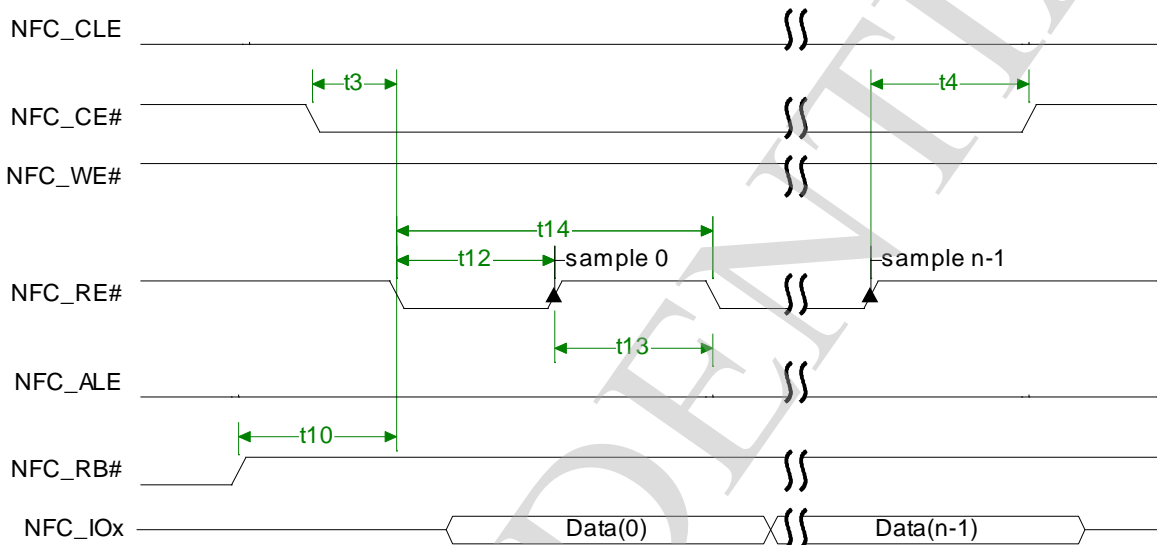 NFC_CLE
t3
t4
NFC_CE#
NFC_WE#
t14
t12
sample 0
sample n-1
NFC_RE#
t13
NFC_ALE
t10
NFC_RB#
NFC_IOx
Data(0)
Data(n-1)
DENTIA